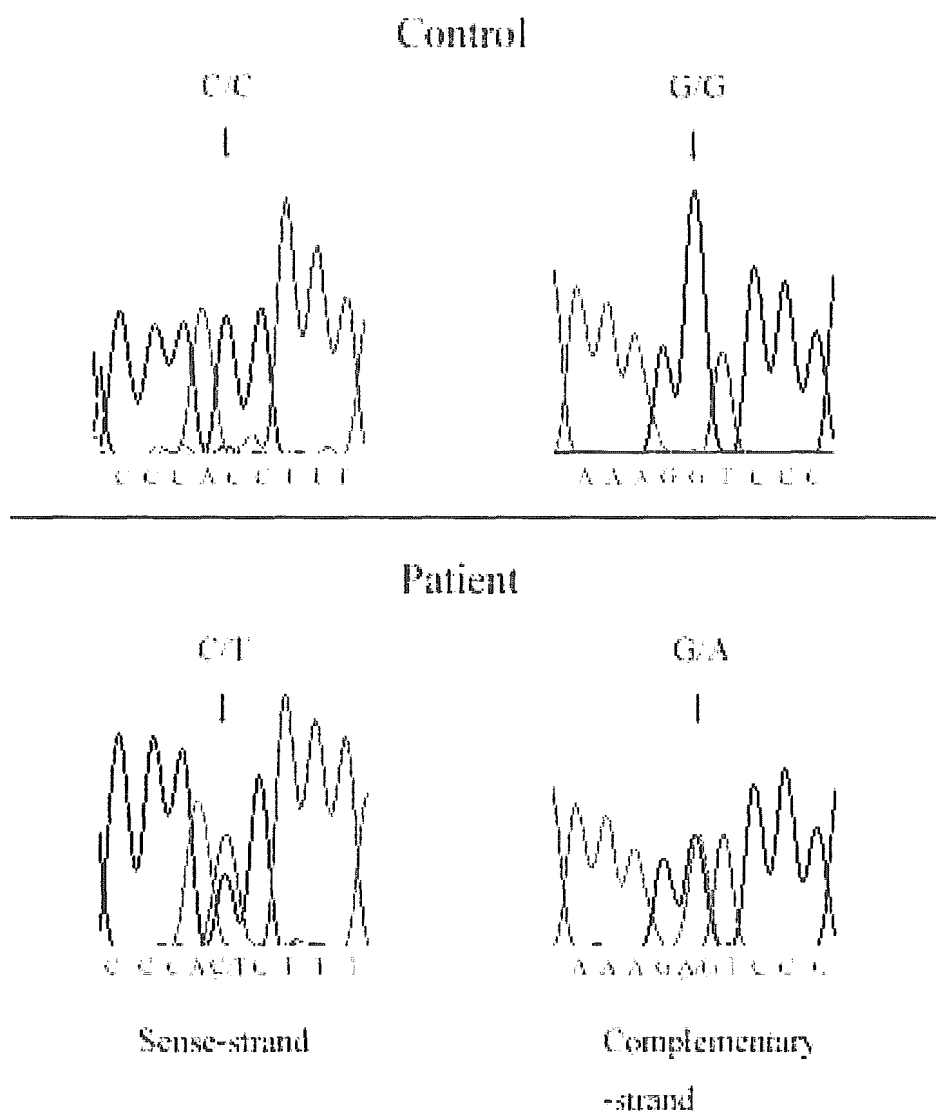 Control
C/C G/G
C C C A C C T T T A A A G G T C C C
Patient
C/T G/A
C C C A C/T C T T T A A A G A/G T C C C
Sense-strand Complementary
-strand